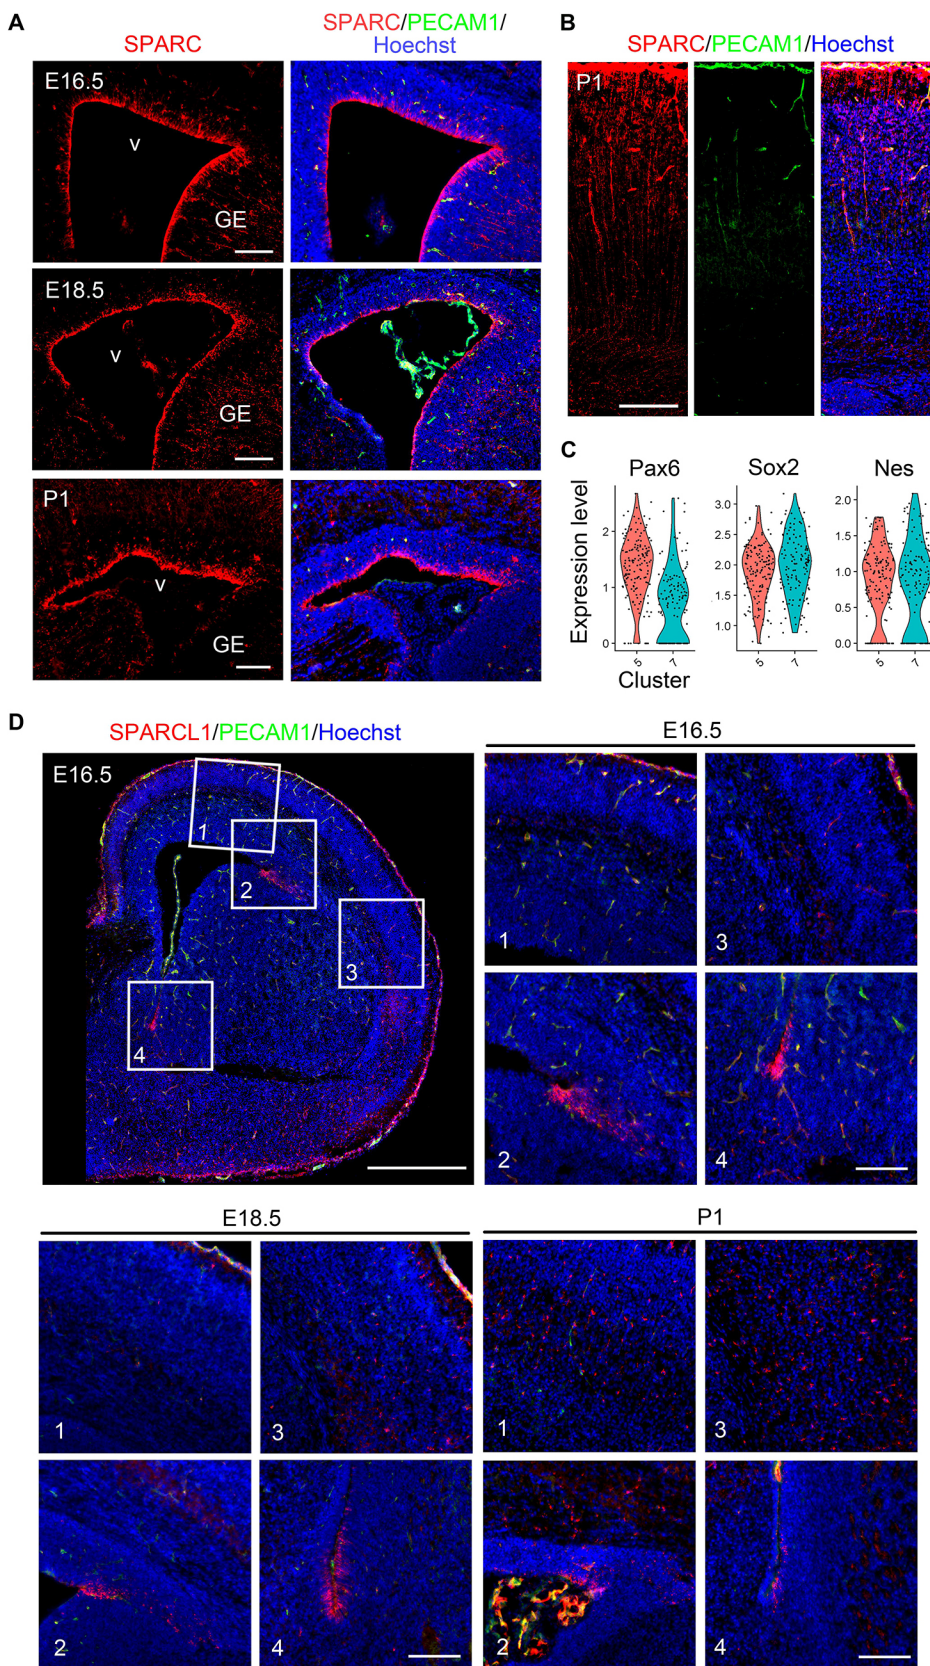 A
SPARC
SPARC/PECAM1/
Hoechst
E16.5
v
GE
E18.5
v
GE
P1
v
GE
B
SPARC/PECAM1/Hoechst
P1
C
Pax6
Sox2
Nes
Expression level
2
1
0
5
7
3.0
2.5
2.0
1.5
1.0
5
7
2.0
1.5
1.0
0.5
0.0
5
7
Cluster
D
SPARCL1/PECAM1/Hoechst
E16.5
1
2
3
4
E16.5
1
3
2
4
E18.5
1
3
2
4
P1
1
3
2
4